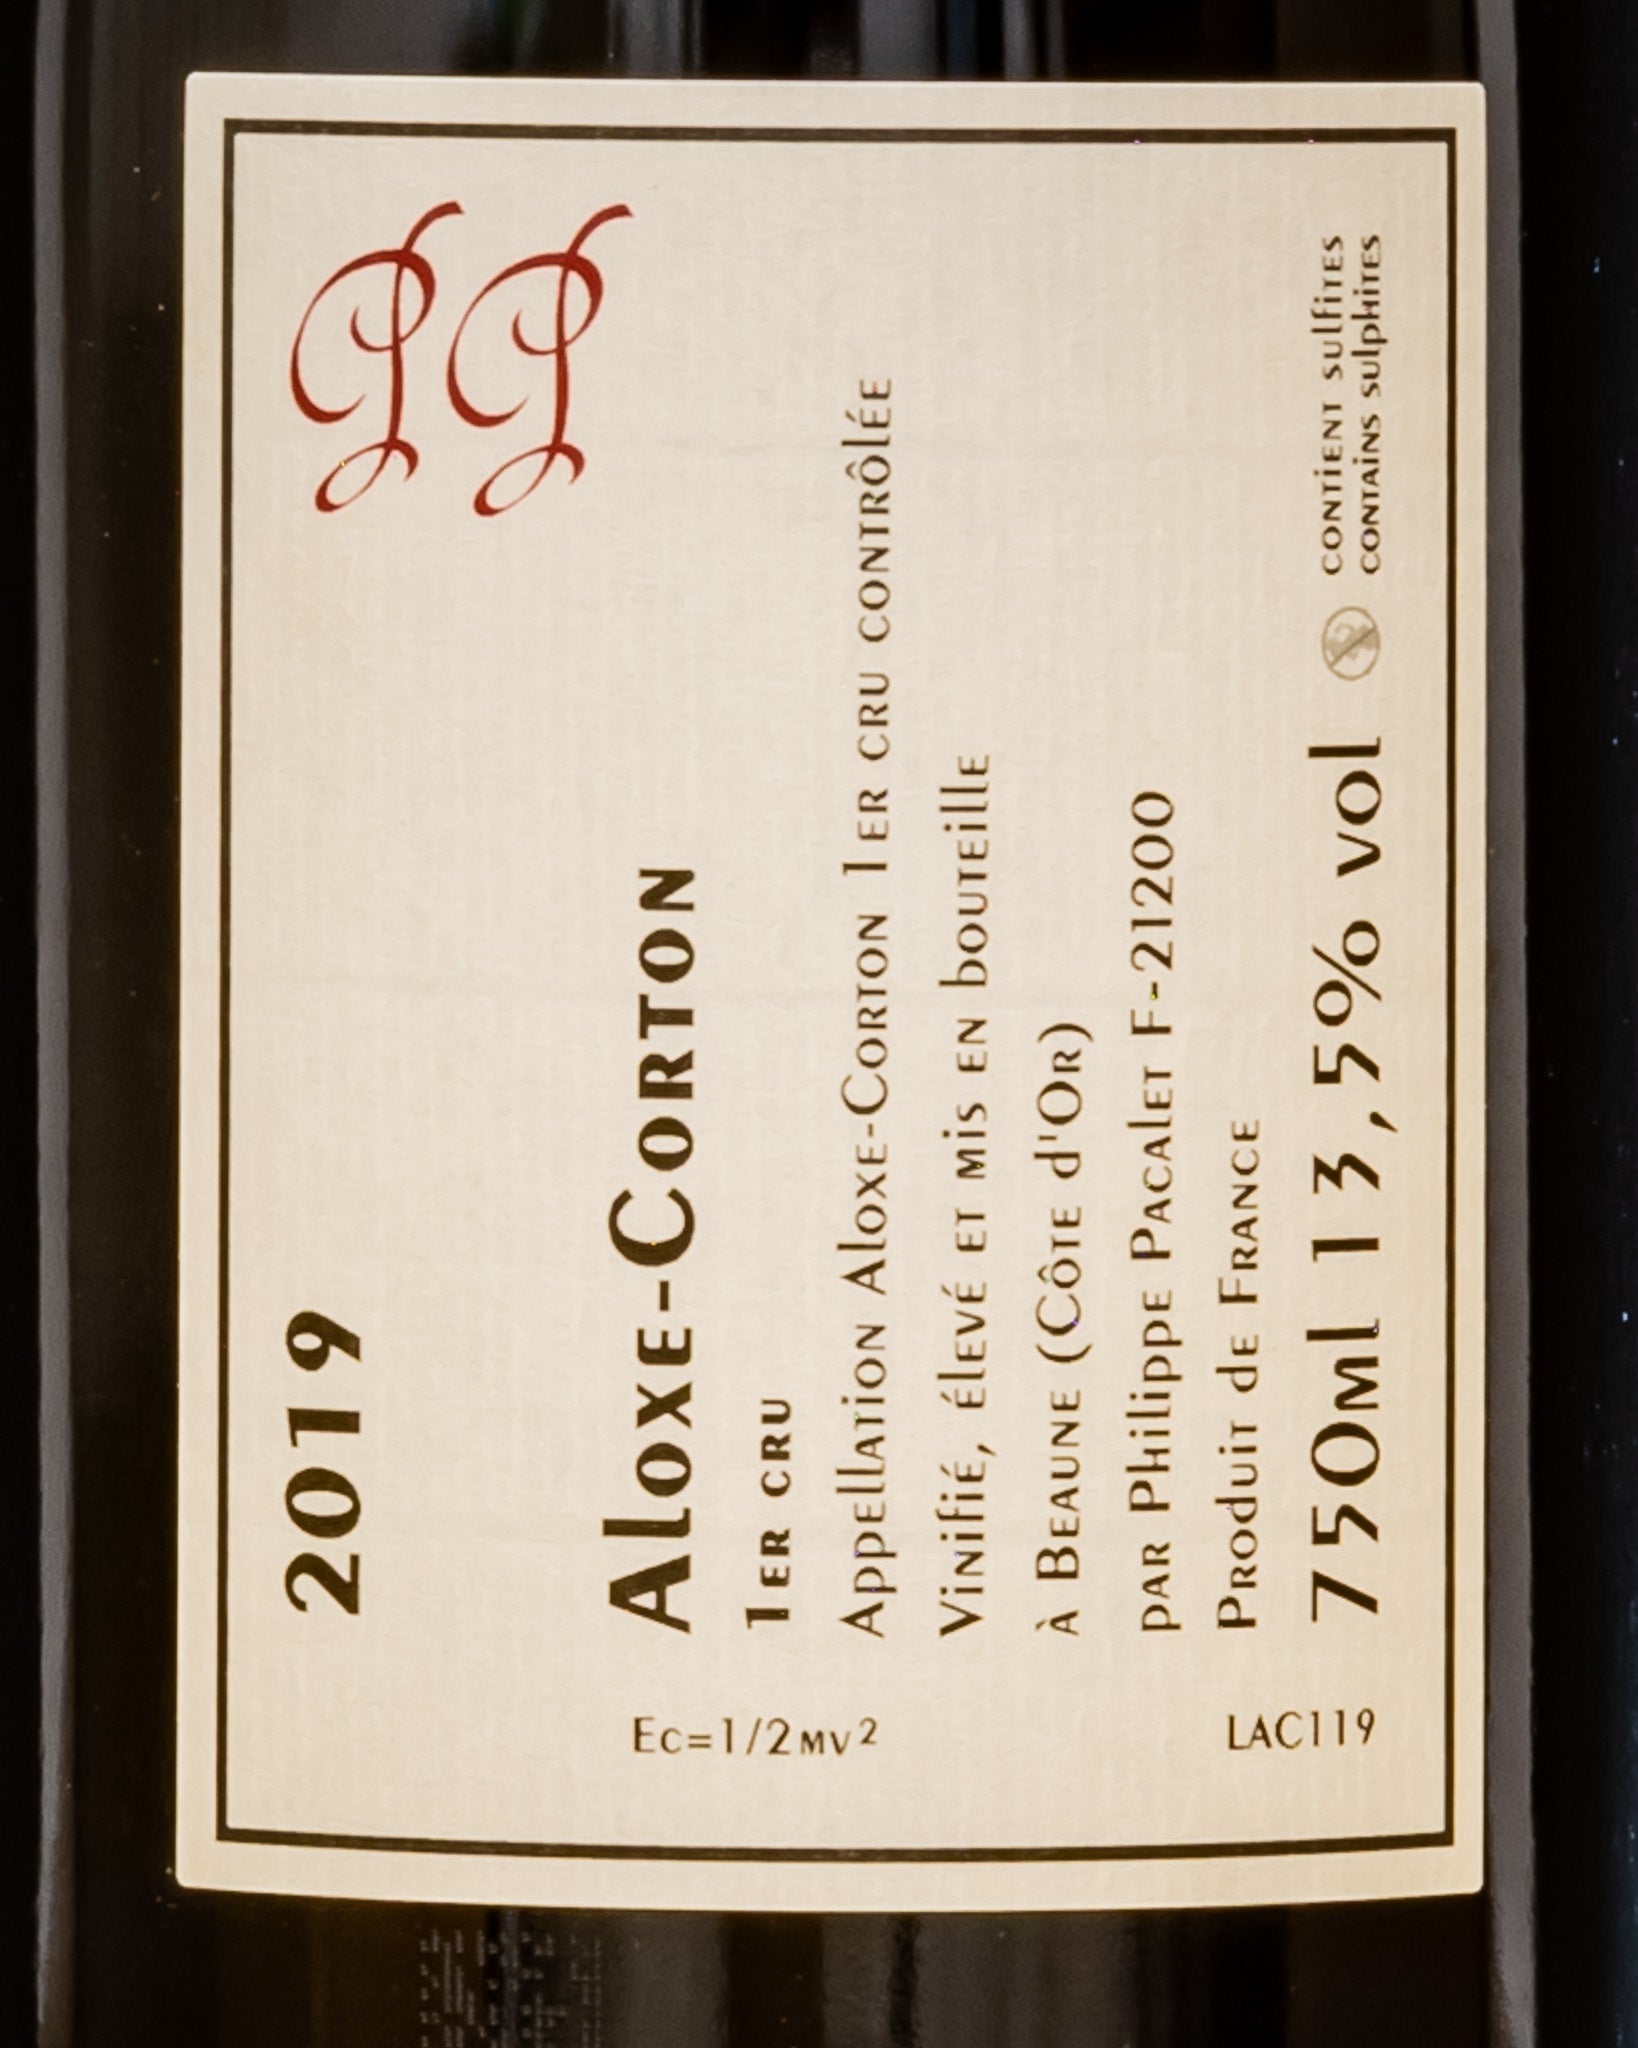 2019
PP
Aloxe-Corton
1er cru
Appellation Aloxe-Corton 1er cru contrôlée
Vinifié, élevé et mis en bouteille
à Beaune (Côte d'Or)
par Philippe Pacalet F-21200
Produit de France
750ml 13,5% vol
contient sulfites
contains sulphites
Ec=1/2mv²
LAC119